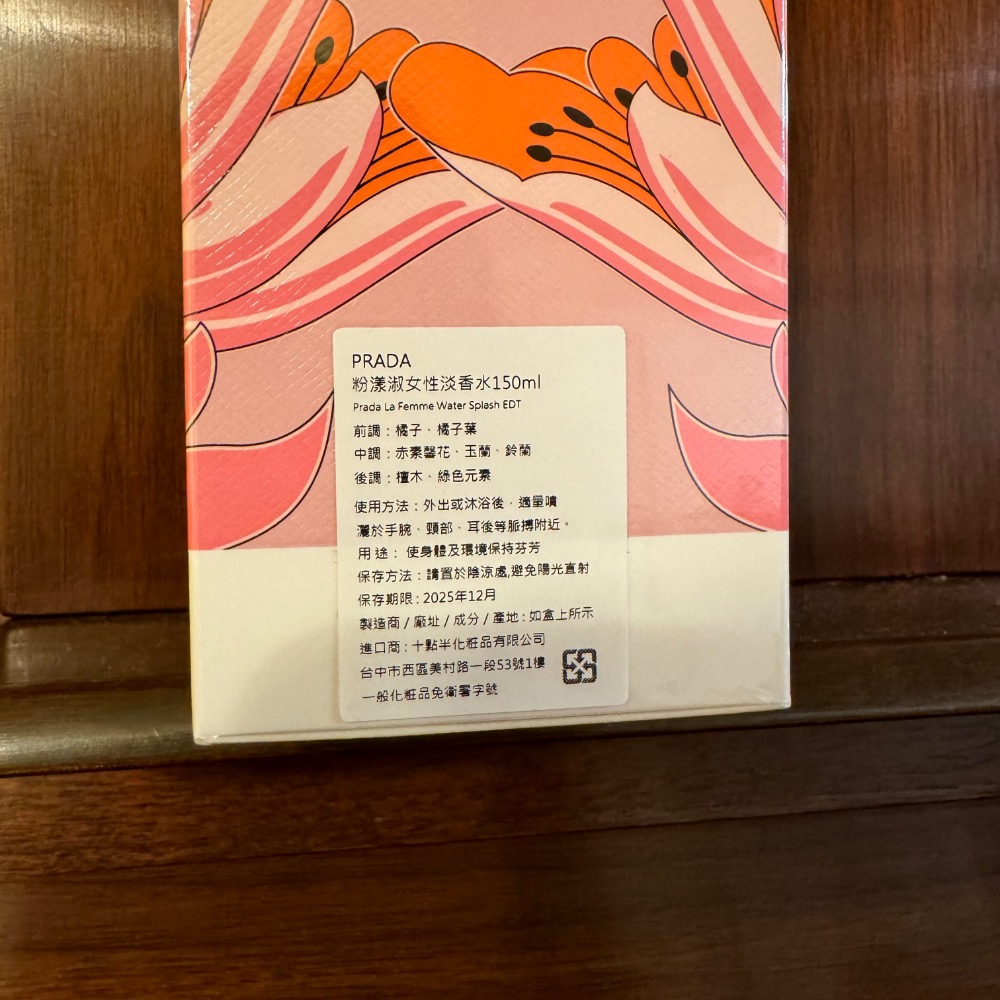 PRADA
粉漾淑女性淡香水150ml
Prada La Femme Water Splash EDT
前調：橘子、橘子葉
中調：赤素馨花、玉蘭、鈴蘭
後調：檀木、綠色元素
使用方法：外出或沐浴後，適量噴
灑於手腕、頸部、耳後等脈搏附近。
用途： 使身體及環境保持芬芳
保存方法：請置於陰涼處,避免陽光直射
保存期限: 2025年12月
製造商 / 廠址 / 成分 / 產地: 如盒上所示
進口商: 十點半化粧品有限公司
台中市西區美村路一段53號1樓
一般化粧品免衛署字號